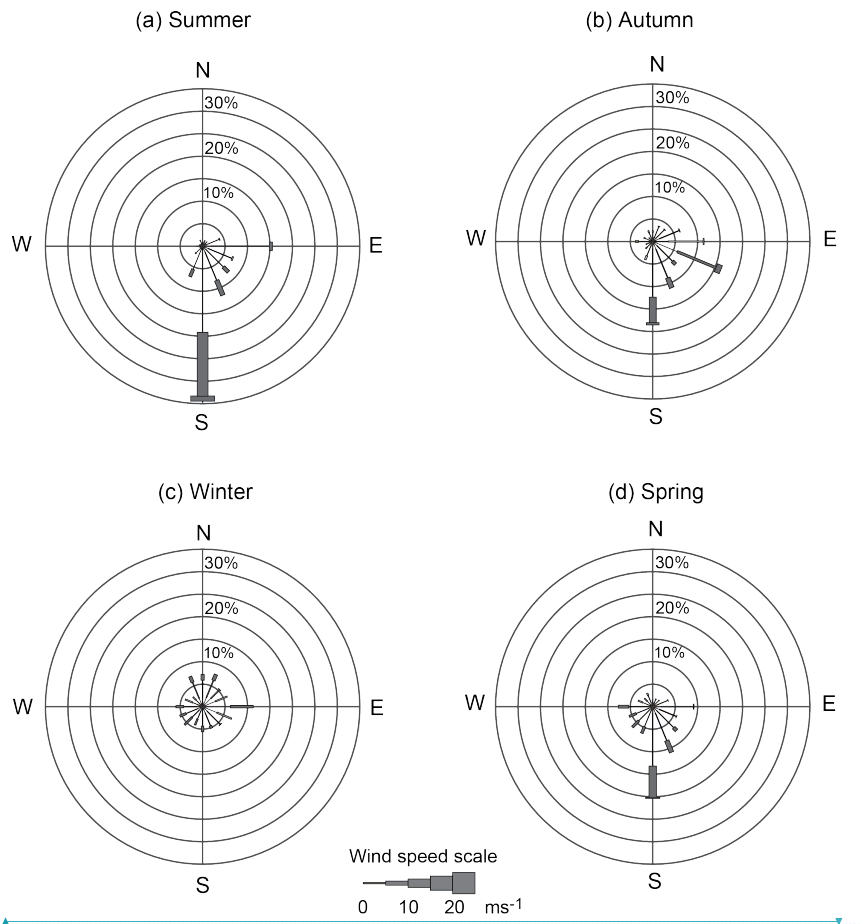 (a) Summer
(b) Autumn
N
30%
20%
10%
W
E
S
N
30%
20%
10%
W
E
S
(c) Winter
(d) Spring
N
30%
20%
10%
W
E
S
N
30%
20%
10%
W
E
S
Wind speed scale
0 10 20 ms-1